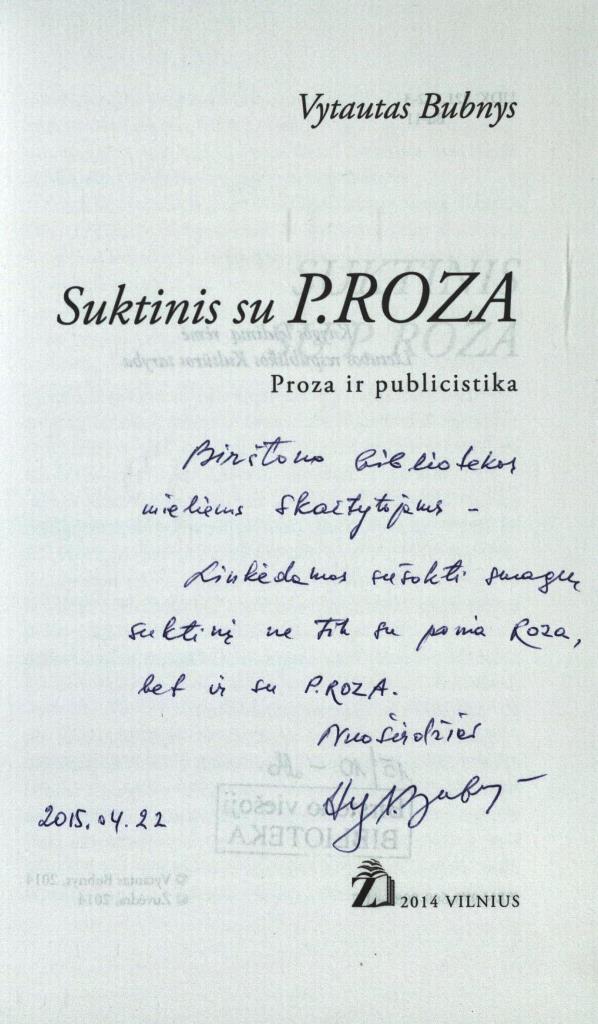 Vytautas Bubnys
Suktinis su P.ROZA
Proza ir publicistika
Birštono bibliotekos
mieliems skaitytojams –
Linkėdamas sušokti smagų
suktinį ne tik su ponia Roza,
bet ir su P.ROZA.
Nuoširdžiai
2015.04.22
2014 VILNIUS